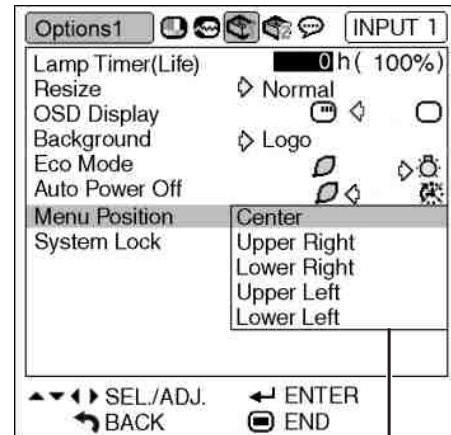 Options1 INPUT 1
Lamp Timer(Life) 0 h ( 100%)
Resize Normal
OSD Display
Background Logo
Eco Mode
Auto Power Off
Menu Position Center
System Lock Upper Right
Lower Right
Upper Left
Lower Left
SEL./ADJ. ENTER
BACK END